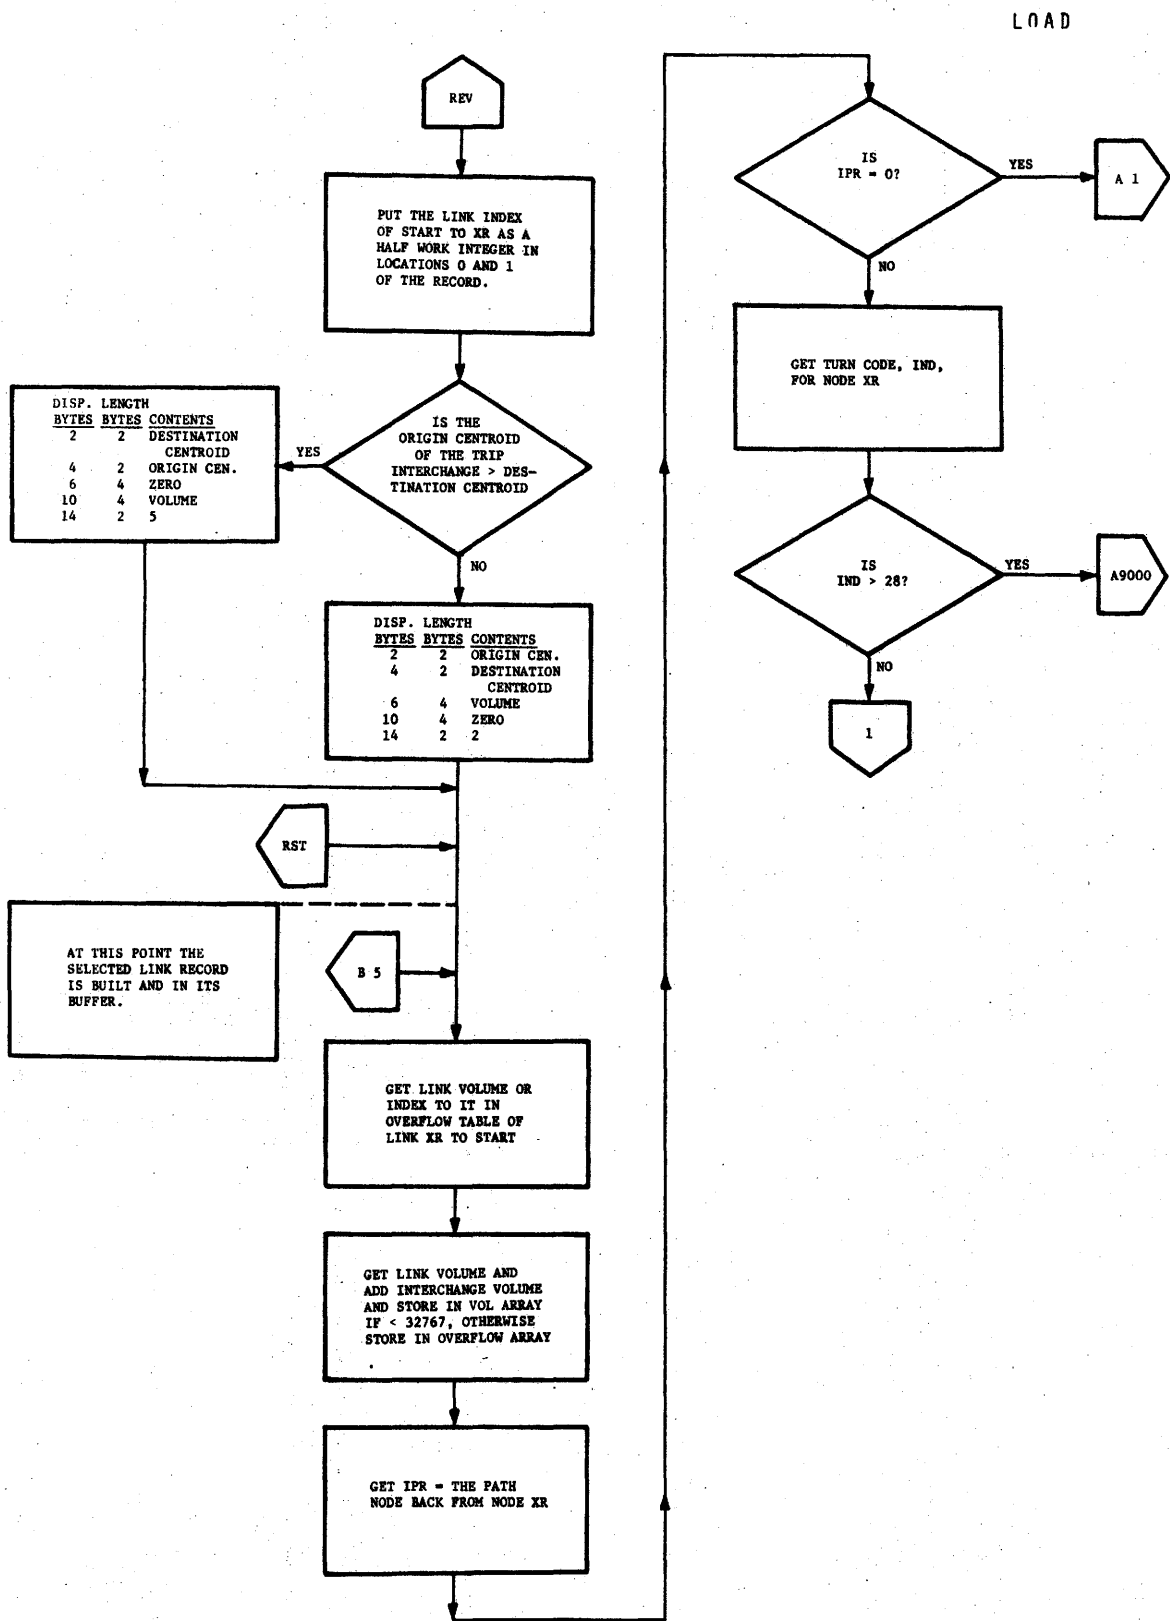 LOAD
REV
PUT THE LINK INDEX
OF START TO XR AS A
HALF WORK INTEGER IN
LOCATIONS 0 AND 1
OF THE RECORD.
IS THE
ORIGIN CENTROID
OF THE TRIP
INTERCHANGE > DES-
TINATION CENTROID
YES
DISP. LENGTH
BYTES BYTES CONTENTS
2 2 DESTINATION
CENTROID
4 2 ORIGIN CEN.
6 4 ZERO
10 4 VOLUME
14 2 5
NO
DISP. LENGTH
BYTES BYTES CONTENTS
2 2 ORIGIN CEN.
4 2 DESTINATION
CENTROID
6 4 VOLUME
10 4 ZERO
14 2 2
RST
AT THIS POINT THE
SELECTED LINK RECORD
IS BUILT AND IN ITS
BUFFER.
B 5
GET LINK VOLUME OR
INDEX TO IT IN
OVERFLOW TABLE OF
LINK XR TO START
GET LINK VOLUME AND
ADD INTERCHANGE VOLUME
AND STORE IN VOL ARRAY
IF < 32767, OTHERWISE
STORE IN OVERFLOW ARRAY
GET IPR = THE PATH
NODE BACK FROM NODE XR
IS
IPR = 0?
YES
A 1
NO
GET TURN CODE, IND,
FOR NODE XR
IS
IND > 28?
YES
A9000
NO
1